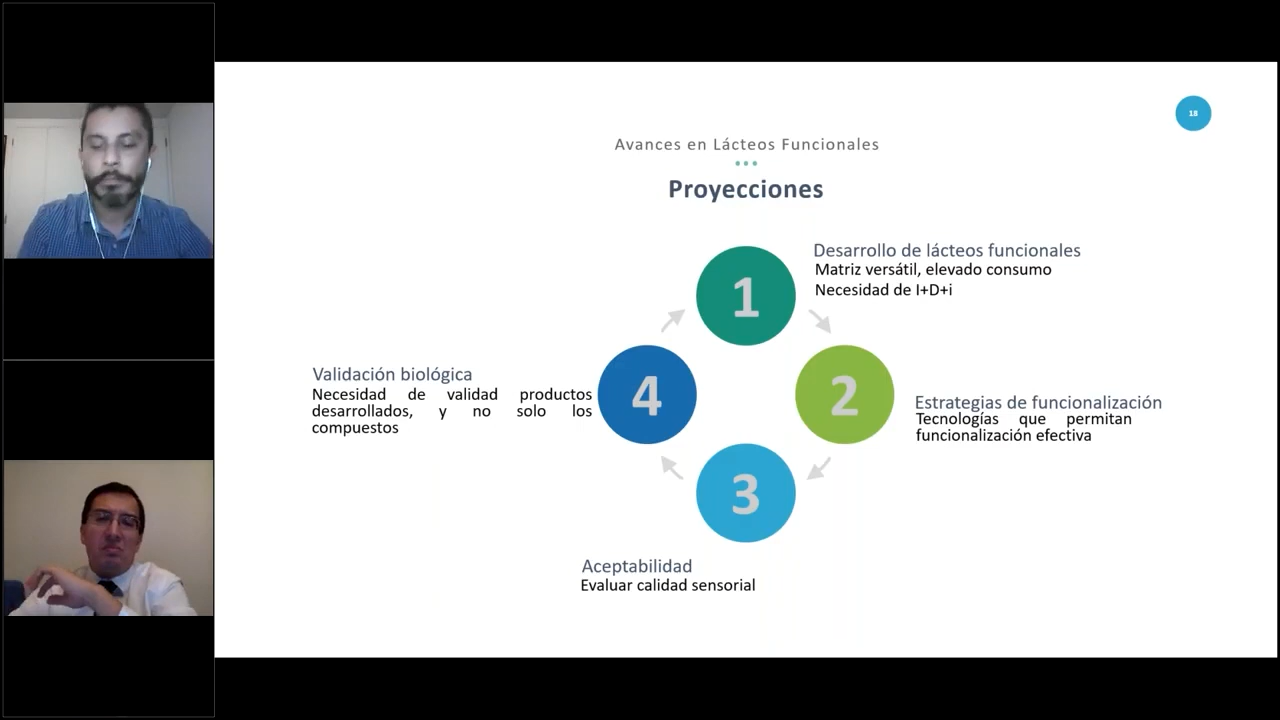 18
Avances en Lácteos Funcionales
Proyecciones
1
Desarrollo de lácteos funcionales
Matriz versátil, elevado consumo
Necesidad de I+D+i
2
Estrategias de funcionalización
Tecnologías que permitan
funcionalización efectiva
3
Aceptabilidad
Evaluar calidad sensorial
4
Validación biológica
Necesidad de validad productos
desarrollados, y no solo los
compuestos